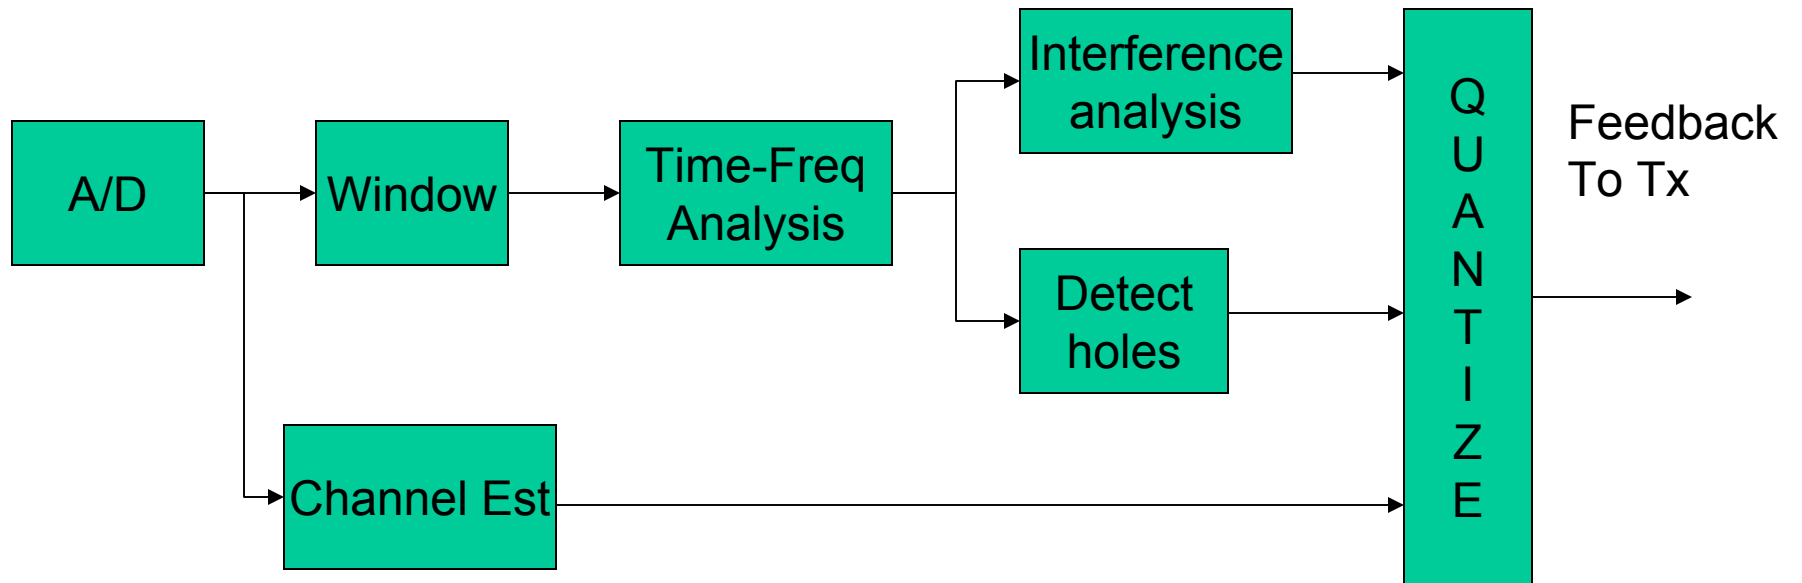 A/D
Window
Time-Freq
Analysis
Interference
analysis
Detect
holes
Channel Est
Q
U
A
N
T
I
Z
E
Feedback
To Tx